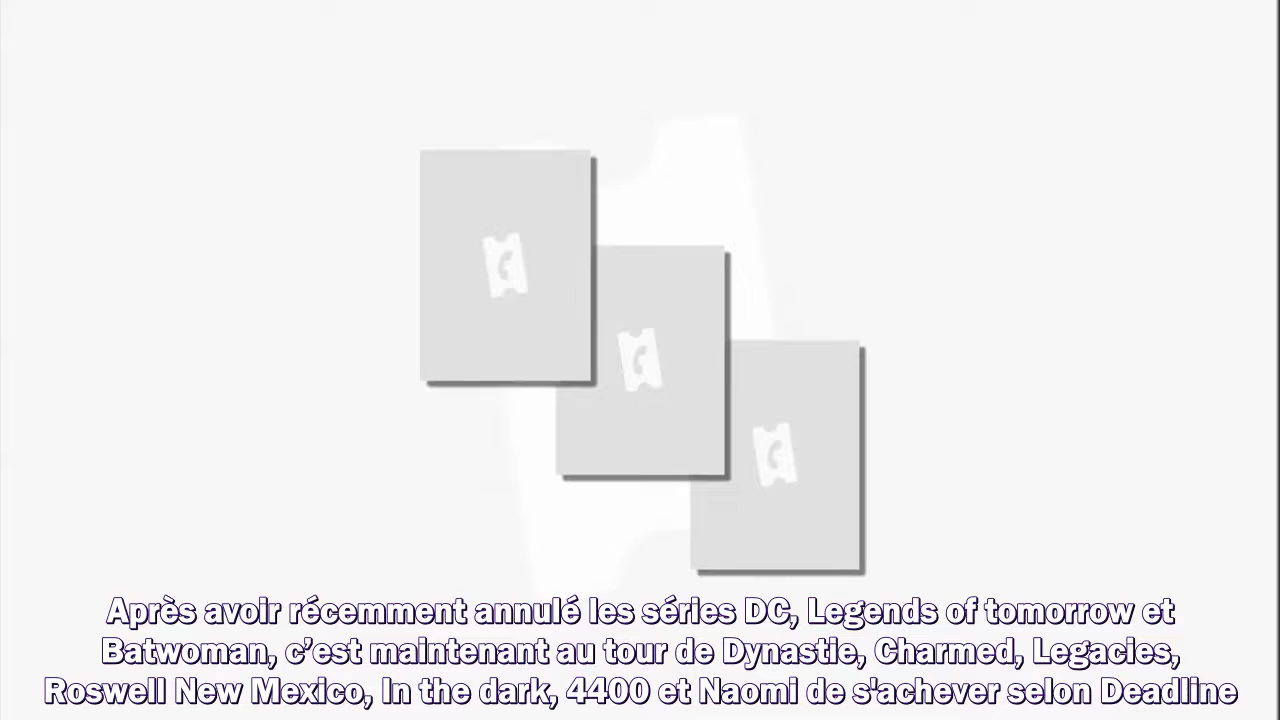 Après avoir récemment annulé les séries DC, Legends of tomorrow et
Batwoman, c’est maintenant au tour de Dynastie, Charmed, Legacies,
Roswell New Mexico, In the dark, 4400 et Naomi de s'achever selon Deadline